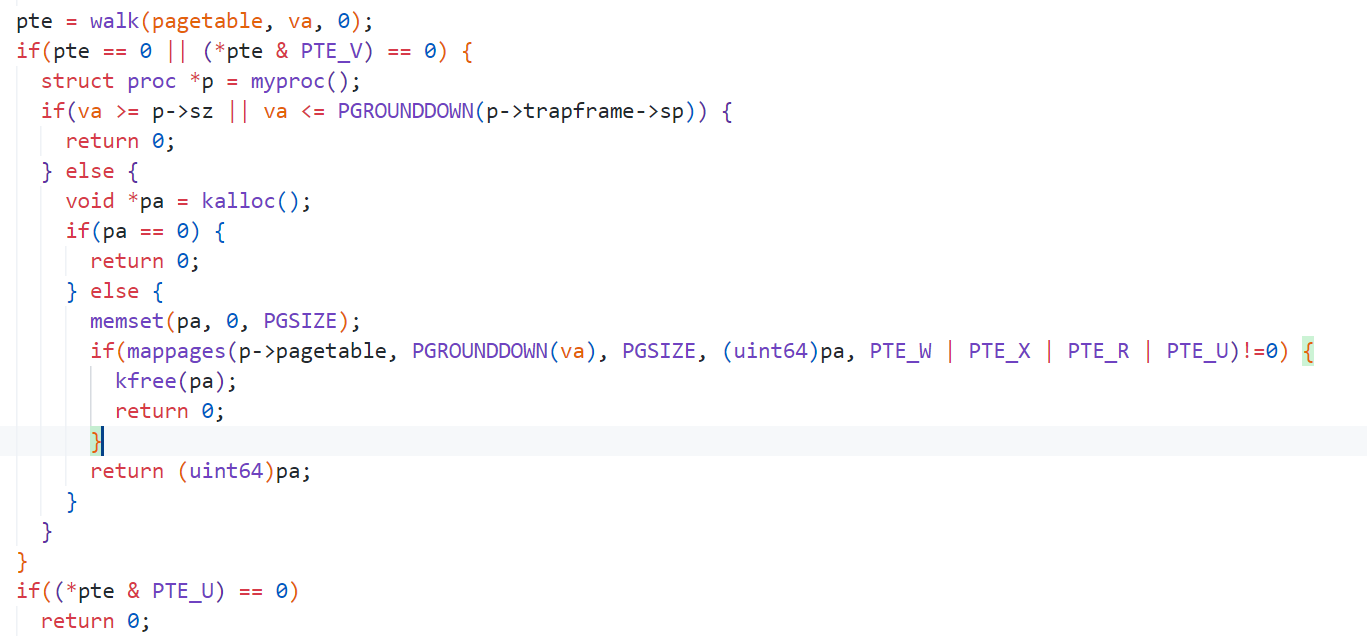 pte = walk(pagetable, va, 0);
if(pte == 0 || (*pte & PTE_V) == 0) {
  struct proc *p = myproc();
  if(va >= p->sz || va <= PGROUNDDOWN(p->trapframe->sp)) {
    return 0;
  } else {
    void *pa = kalloc();
    if(pa == 0) {
      return 0;
    } else {
      memset(pa, 0, PGSIZE);
      if(mappages(p->pagetable, PGROUNDDOWN(va), PGSIZE, (uint64)pa, PTE_W | PTE_X | PTE_R | PTE_U)!=0) {
        kfree(pa);
        return 0;
      }
      return (uint64)pa;
    }
  }
}
if((*pte & PTE_U) == 0)
  return 0;